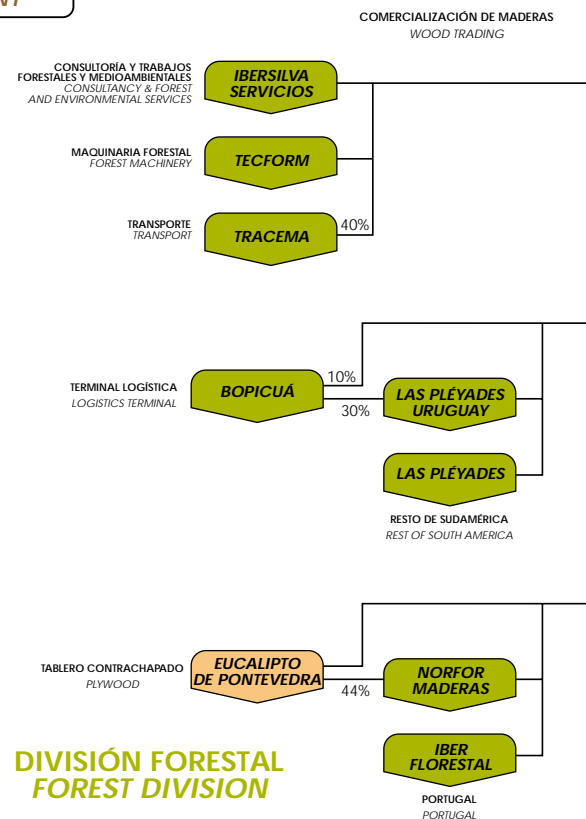 COMERCIALIZACIÓN DE MADERAS
WOOD TRADING
CONSULTORÍA Y TRABAJOS
FORESTALES Y MEDIOAMBIENTALES
CONSULTANCY & FOREST
AND ENVIRONMENTAL SERVICES
IBERSILVA
SERVICIOS
MAQUINARIA FORESTAL
FOREST MACHINERY
TECFORM
TRANSPORTE
TRANSPORT
TRACEMA
40%
TERMINAL LOGÍSTICA
LOGISTICS TERMINAL
BOPICUÁ
10%
30%
LAS PLÉYADES
URUGUAY
LAS PLÉYADES
RESTO DE SUDAMÉRICA
REST OF SOUTH AMERICA
TABLERO CONTRACHAPADO
PLYWOOD
EUCALIPTO
DE PONTEVEDRA
44%
NORFOR
MADERAS
IBER
FLORESTAL
PORTUGAL
PORTUGAL
DIVISIÓN FORESTAL
FOREST DIVISION